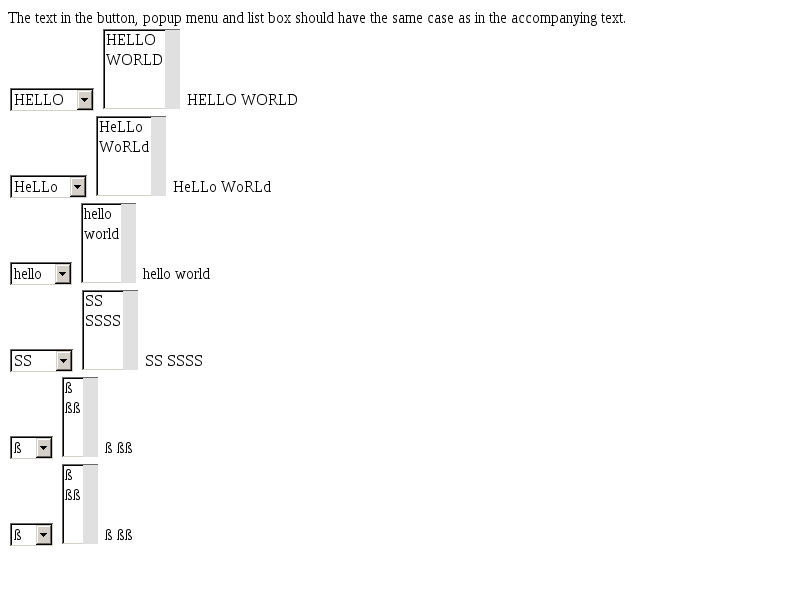 The text in the button, popup menu and list box should have the same case as in the accompanying text.
HELLO
WORLD
HELLO HELLO WORLD
HeLLo
WoRLd
HeLLo HeLLo WoRLd
hello
world
hello hello world
SS
SSSS
SS SS SSSS
ß
ßß
ß ß ßß
ß
ßß
ß ß ßß